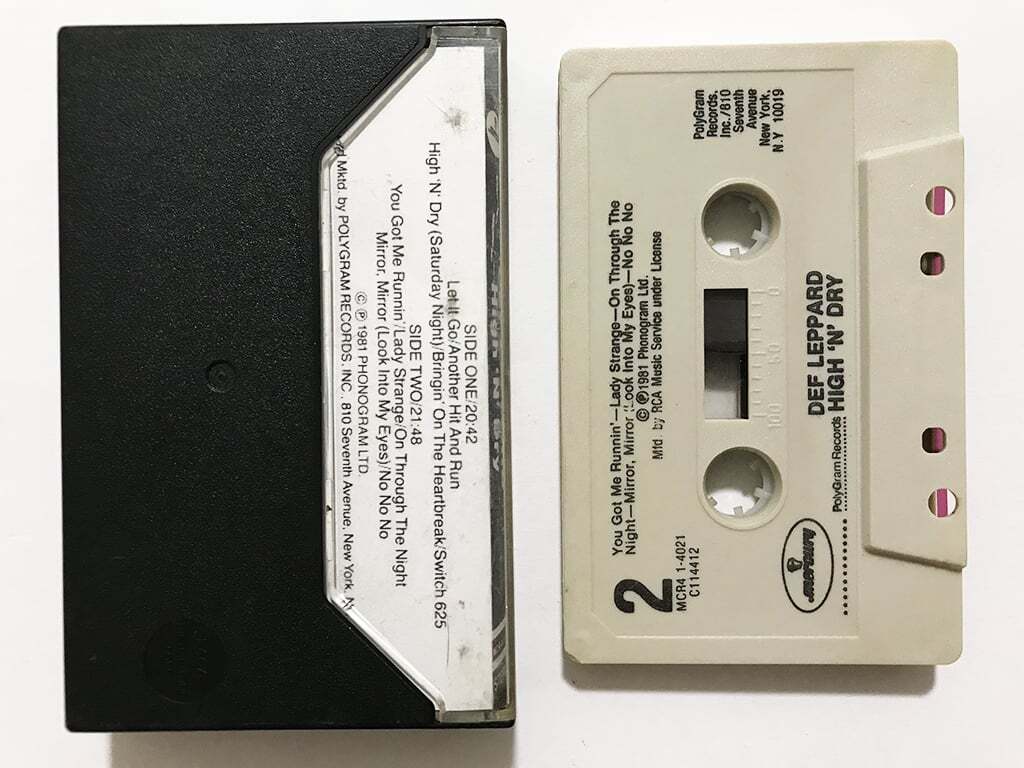 SIDE ONE/20:42
Let It Go/Another Hit And Run
High 'N' Dry (Saturday Night)/Bringin' On The Heartbreak/Switch 625
SIDE TWO/21:48
You Got Me Runnin'/Lady Strange/On Through The Night
Mirror, Mirror (Look Into My Eyes)/No No No
© ℗ 1981 PHONOGRAM LTD.
Mktd. by POLYGRAM RECORDS, INC., 810 Seventh Avenue, New York,
High 'N' Dry
DEF LEPPARD
HIGH 'N' DRY
PolyGram Records
mercury
0
50
100
PolyGram
Records,
Inc./810
Seventh
Avenue
New York,
N.Y 10019
2
MCR4 1-4021
C114412
You Got Me Runnin'—Lady Strange—On Through The
Night—Mirror, Mirror (Look Into My Eyes)—No No No
© ℗1981 Phonogram Ltd.
Mfd. by RCA Music Service under License